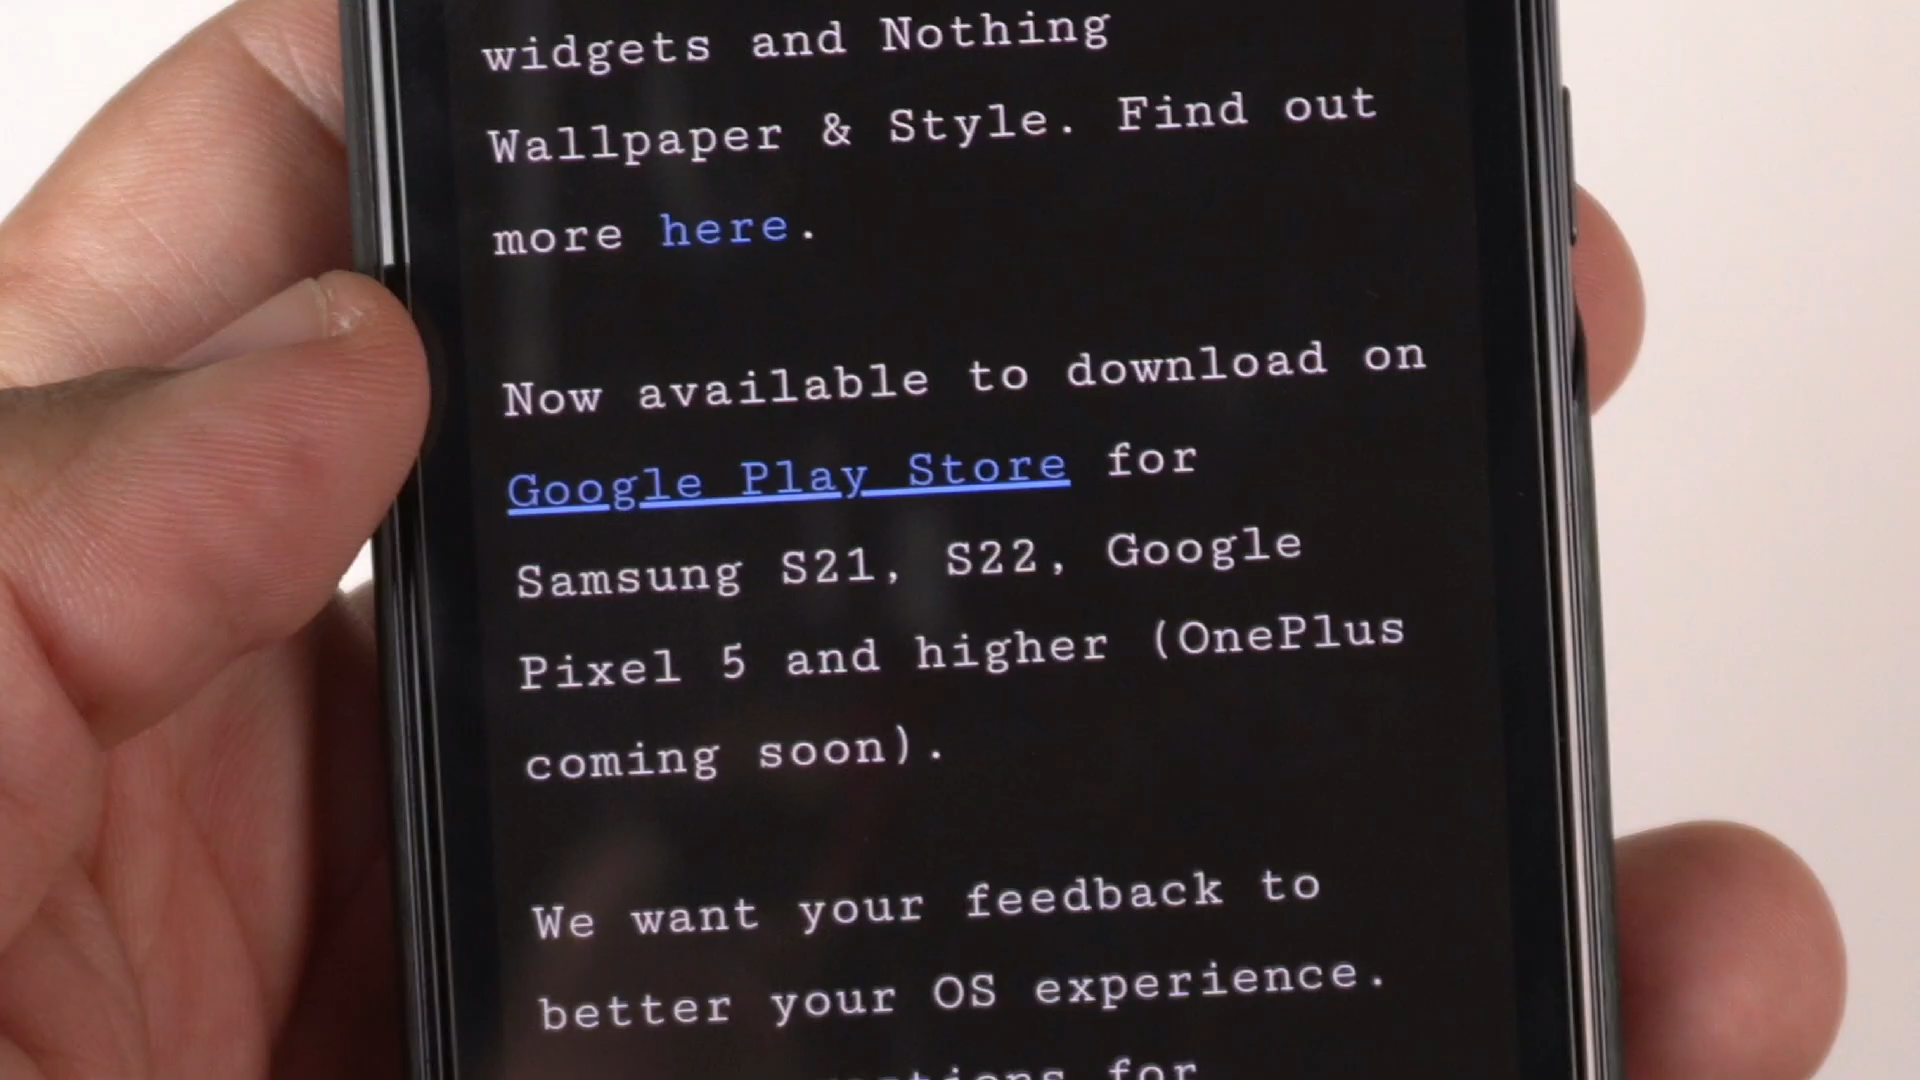 widgets and Nothing
Wallpaper & Style. Find out
more here.
Now available to download on
Google Play Store for
Samsung S21, S22, Google
Pixel 5 and higher (OnePlus
coming soon).
We want your feedback to
better your OS experience.
for